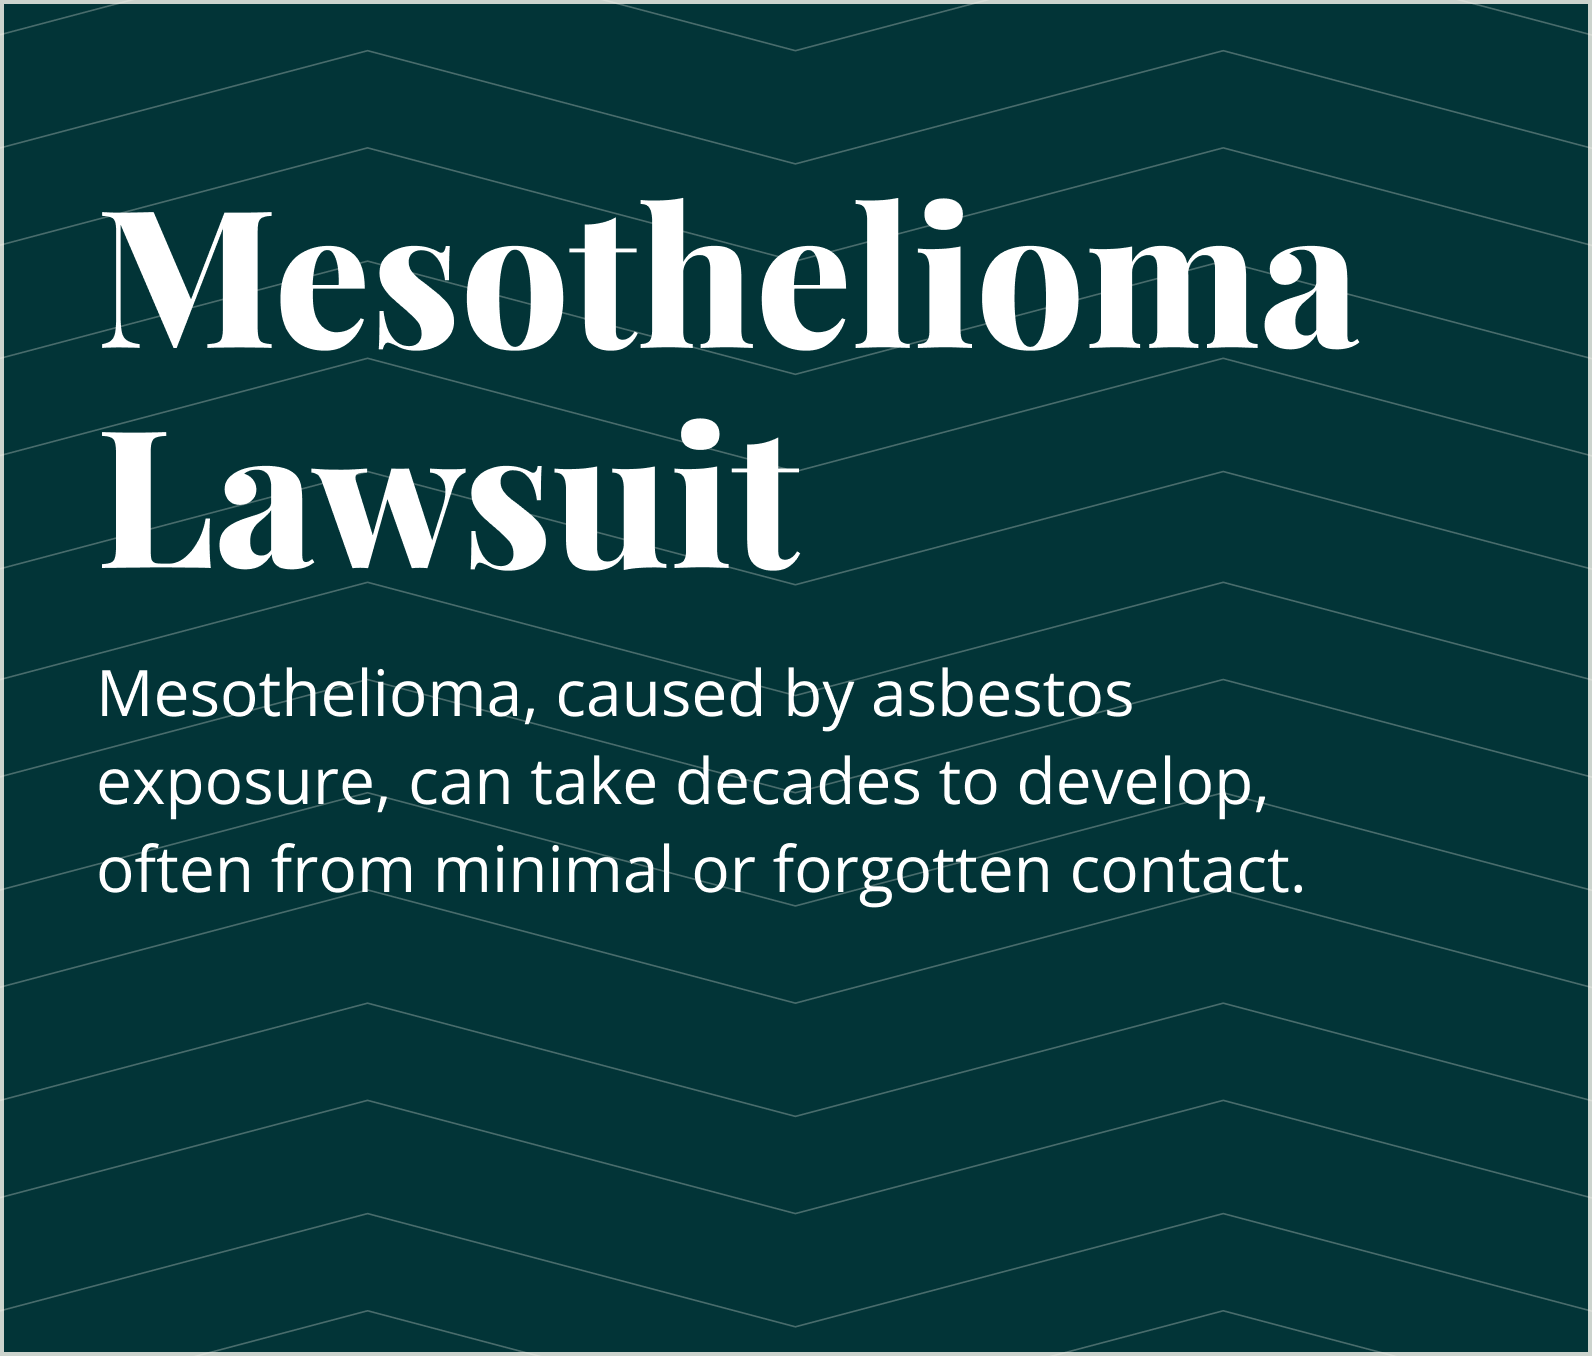 Mesothelioma
Lawsuit
Mesothelioma, caused by asbestos
exposure, can take decades to develop,
often from minimal or forgotten contact.